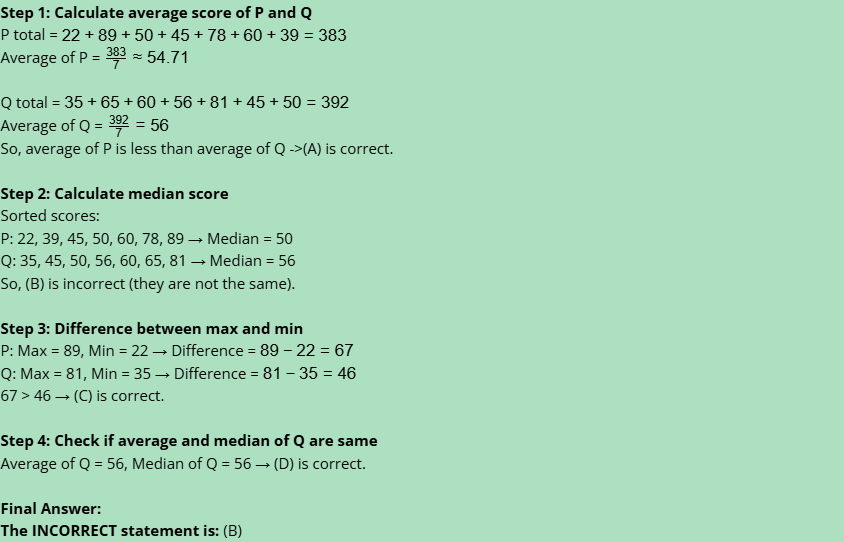 Step 1: Calculate average score of P and Q
P total = 22 + 89 + 50 + 45 + 78 + 60 + 39 = 383
Average of P = 383/7 ≈ 54.71
Q total = 35 + 65 + 60 + 56 + 81 + 45 + 50 = 392
Average of Q = 392/7 = 56
So, average of P is less than average of Q ->(A) is correct.
Step 2: Calculate median score
Sorted scores:
P: 22, 39, 45, 50, 60, 78, 89 → Median = 50
Q: 35, 45, 50, 56, 60, 65, 81 → Median = 56
So, (B) is incorrect (they are not the same).
Step 3: Difference between max and min
P: Max = 89, Min = 22 → Difference = 89 − 22 = 67
Q: Max = 81, Min = 35 → Difference = 81 − 35 = 46
67 > 46 → (C) is correct.
Step 4: Check if average and median of Q are same
Average of Q = 56, Median of Q = 56 → (D) is correct.
Final Answer:
The INCORRECT statement is: (B)